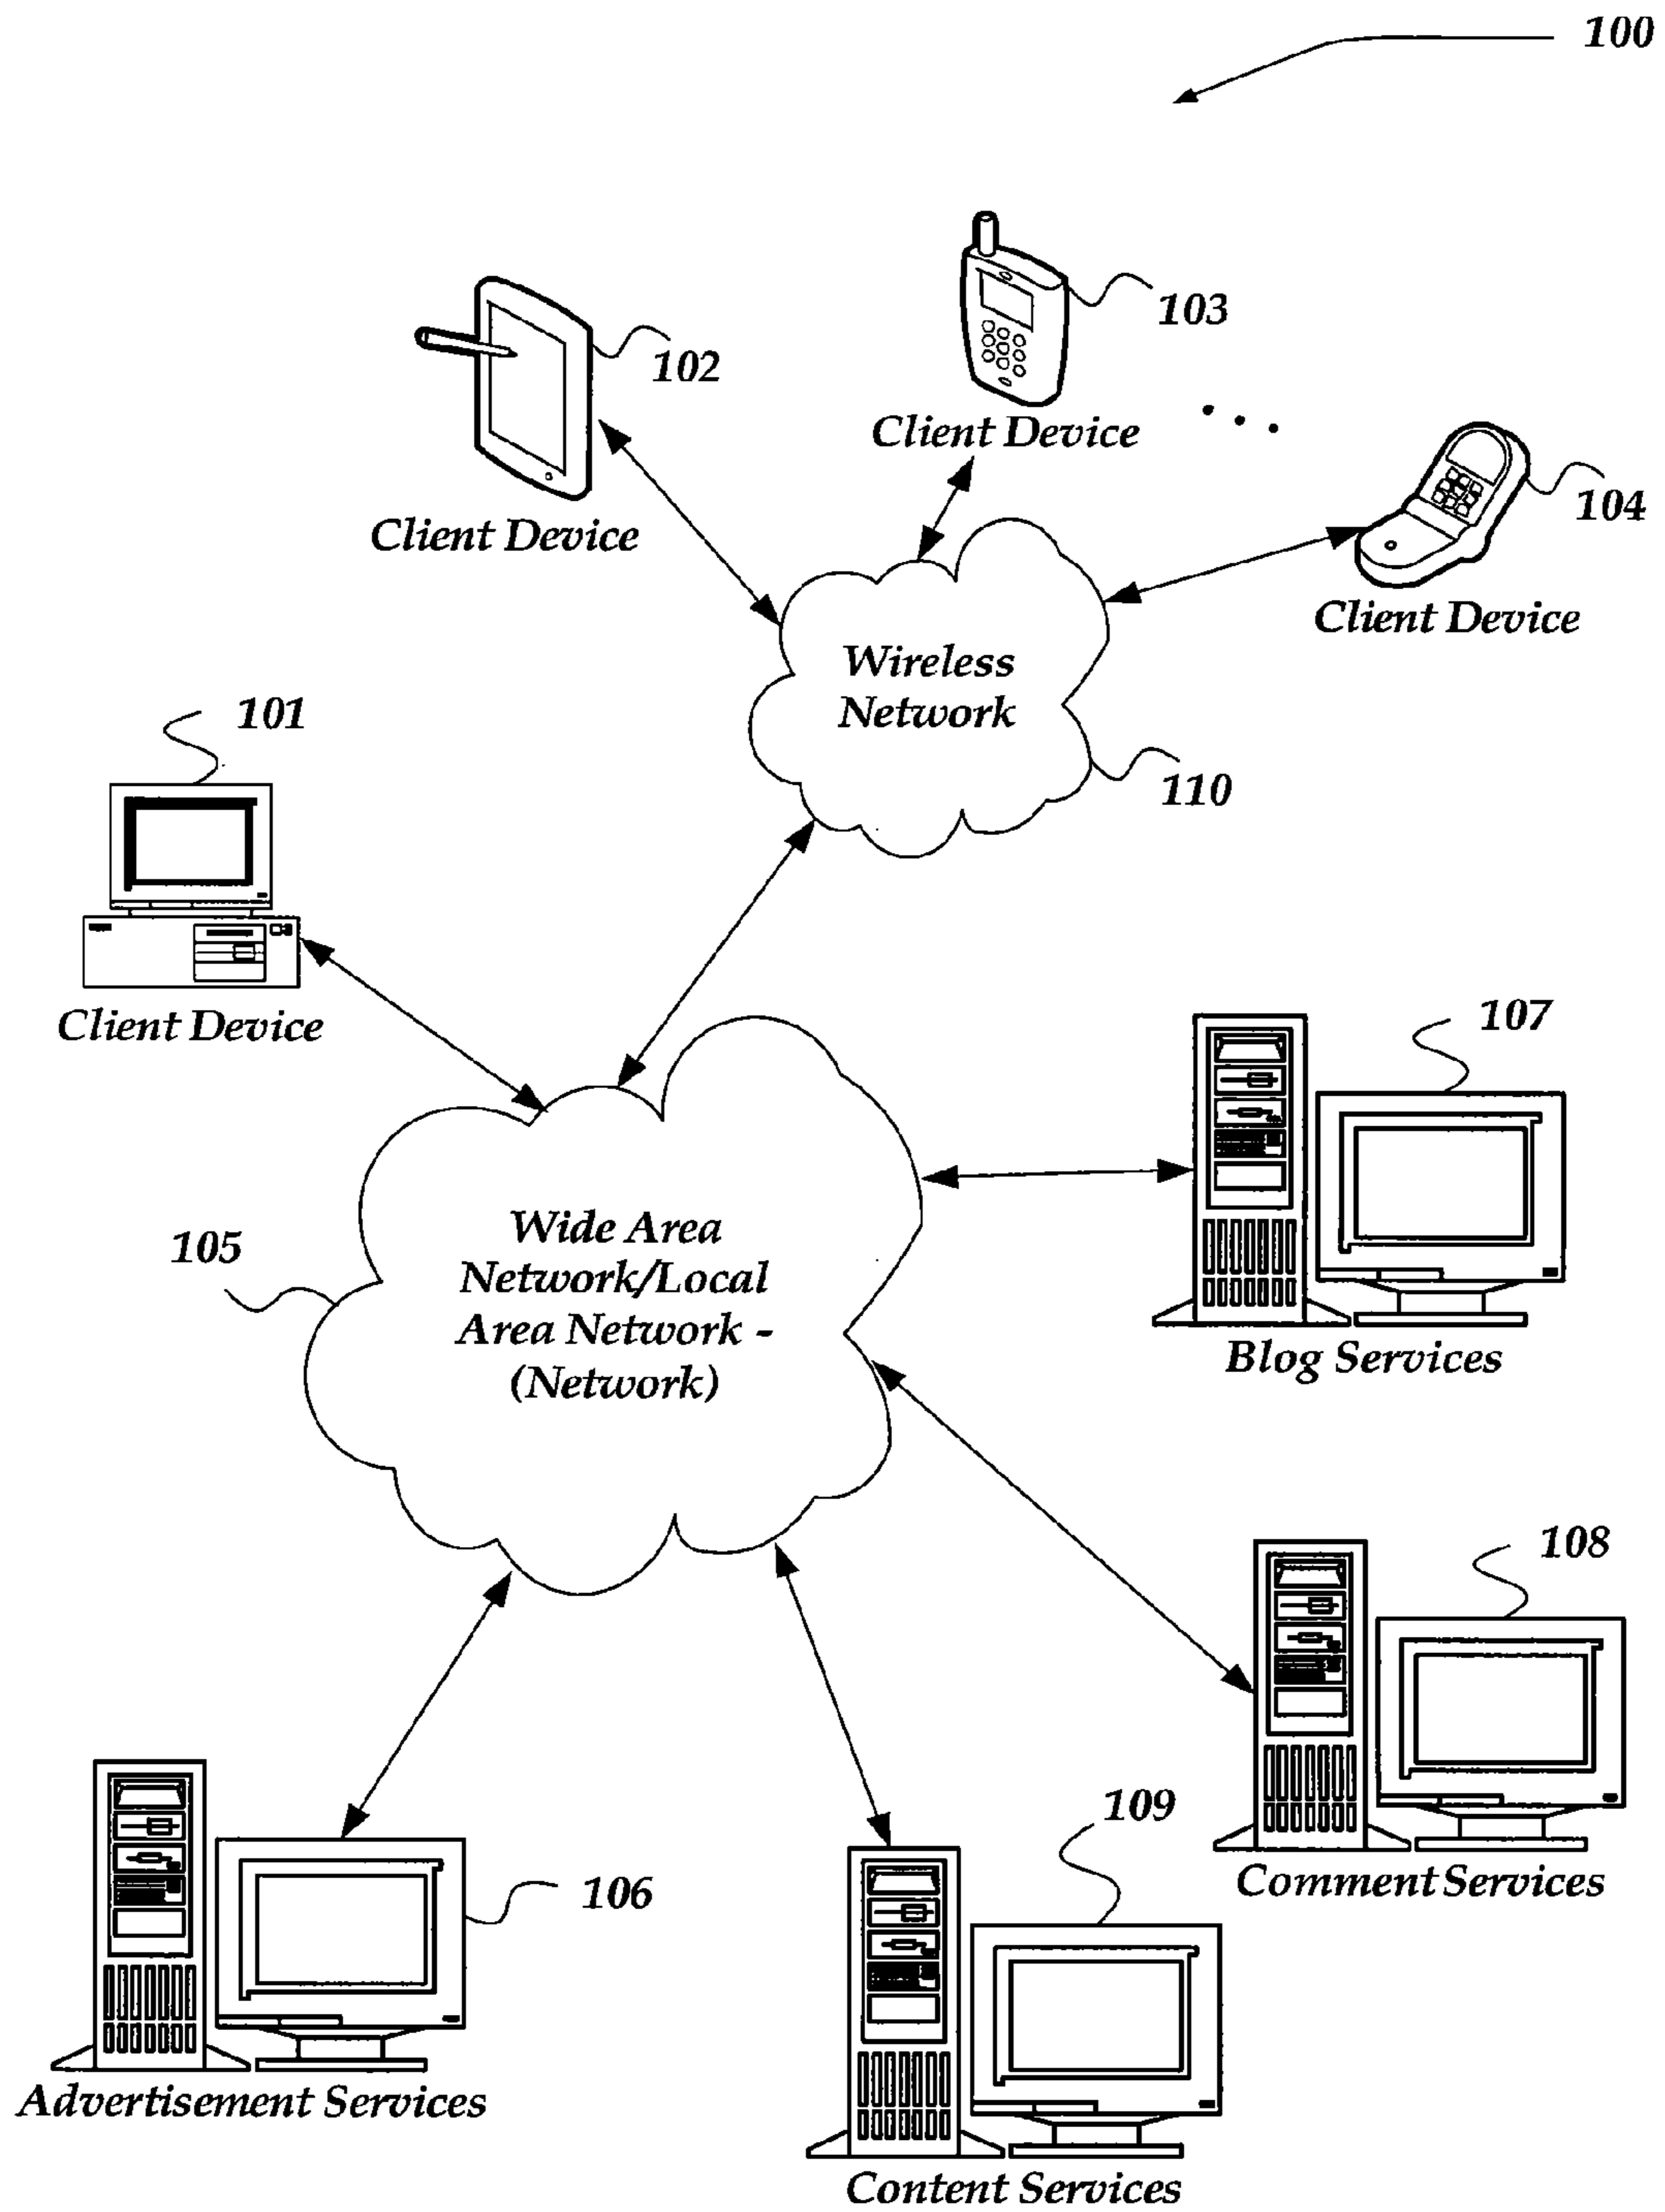 100
103
102
Client Device
104
Client Device
Client Device
Wireless
Network
101
110
Client Device
107
Wide Area
Network/Local
Area Network -
(Network)
105
Blog Services
108
109
Comment Services
106
Advertisement Services
Content Services